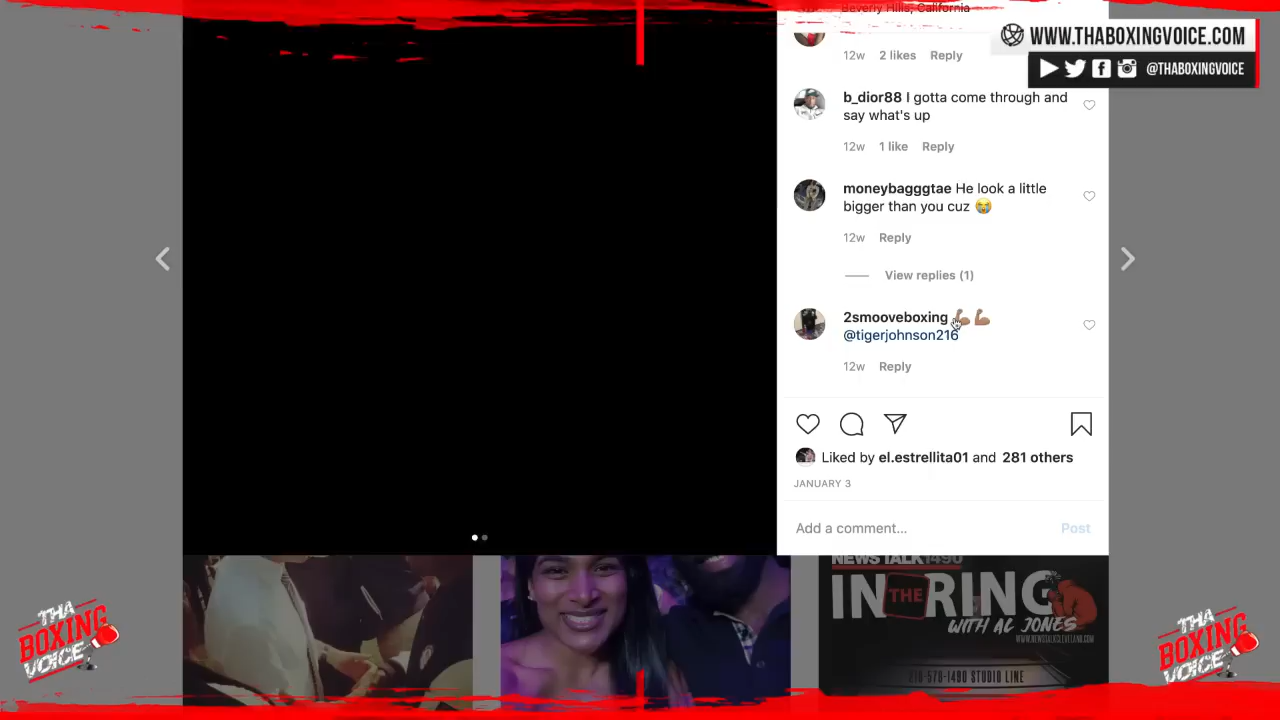 Beverly Hills, California
WWW.THABOXINGVOICE.COM
12w 2 likes Reply
@THABOXINGVOICE
b_dior88 I gotta come through and
say what's up
12w 1 like Reply
moneybagggtae He look a little
bigger than you cuz 😭
12w Reply
View replies (1)
2smooveboxing 💪🏽💪🏽
@tigerjohnson216
12w Reply
Liked by el.estrellita01 and 281 others
JANUARY 3
Add a comment... Post
NEWS TALK 1490
IN THE RING
WITH AL JONES
WWW.NEWSTALKCLEVELAND.COM
216-578-1490 STUDIO LINE
THA
BOXING
VOICE
THA
BOXING
VOICE